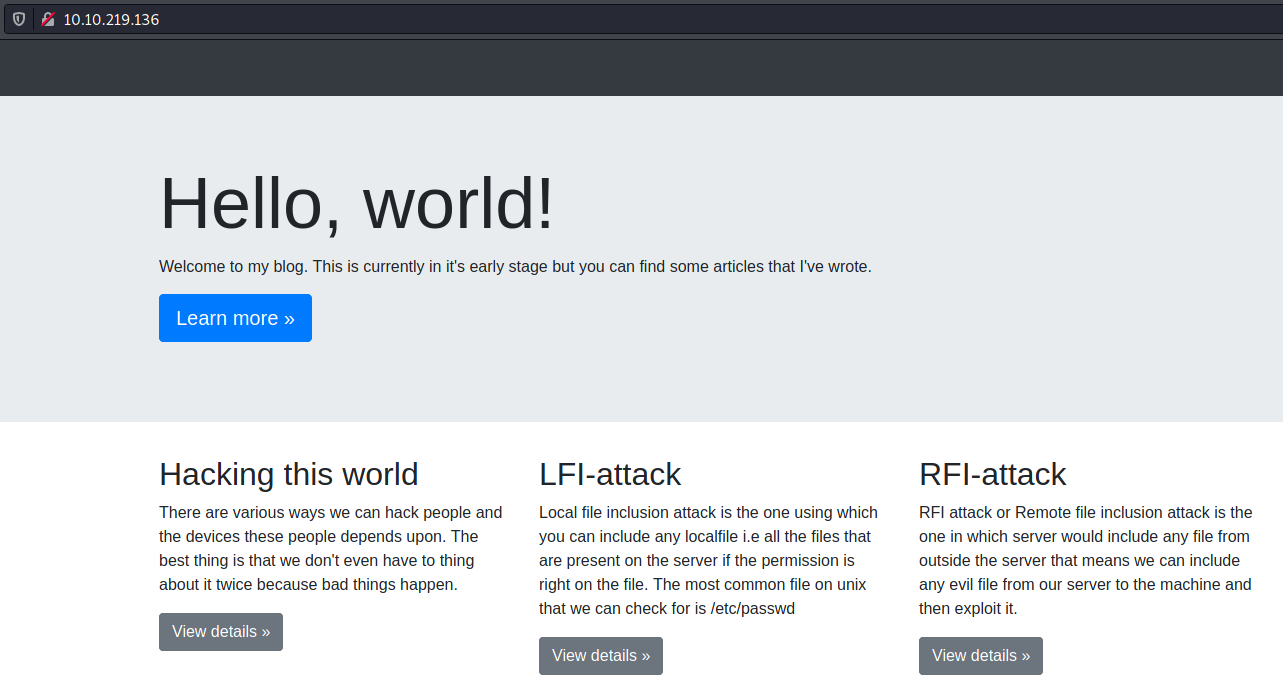 10.10.219.136
Hello, world!
Welcome to my blog. This is currently in it's early stage but you can find some articles that I've wrote.
Learn more »
Hacking this world
There are various ways we can hack people and
the devices these people depends upon. The
best thing is that we don't even have to thing
about it twice because bad things happen.
View details »
LFI-attack
Local file inclusion attack is the one using which
you can include any localfile i.e all the files that
are present on the server if the permission is
right on the file. The most common file on unix
that we can check for is /etc/passwd
View details »
RFI-attack
RFI attack or Remote file inclusion attack is the
one in which server would include any file from
outside the server that means we can include
any evil file from our server to the machine and
then exploit it.
View details »